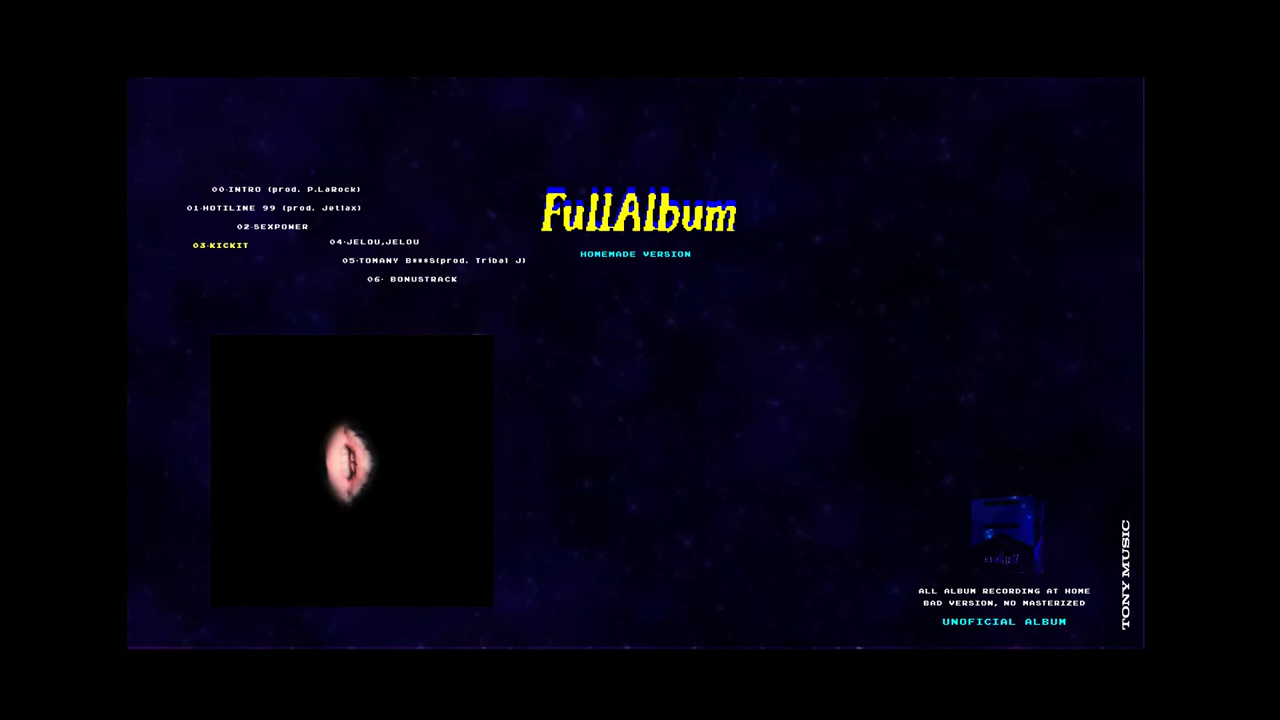 00·INTRO (prod. P.LaRock)
01·HOTILINE 99 (prod. Jetlax)
02·SEXPOWER
03·KICKIT
04·JELOU,JELOU
05·TOMANY B***S(prod. Tribal J)
06· BONUSTRACK
FullAlbum
HOMEMADE VERSION
ALL ALBUM RECORDING AT HOME
BAD VERSION, NO MASTERIZED
UNOFICIAL ALBUM
TONY MUSIC